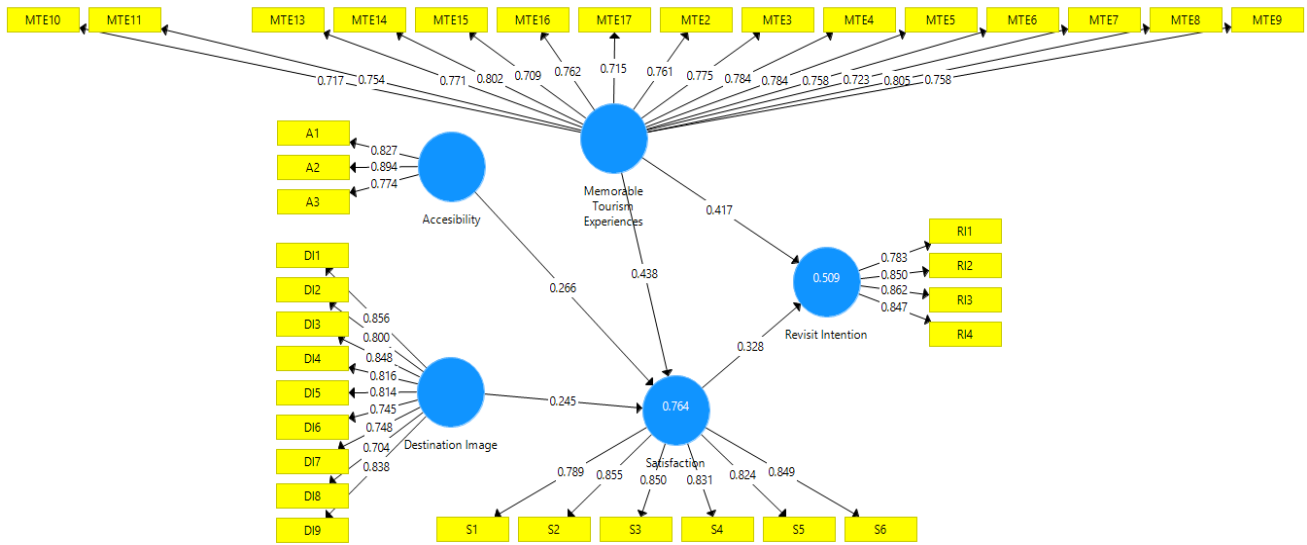 MTE10
MTE11
MTE13
MTE14
MTE15
MTE16
MTE17
MTE2
MTE3
MTE4
MTE5
MTE6
MTE7
MTE8
MTE9
0.717
0.754
0.771
0.802
0.709
0.762
0.715
0.761
0.775
0.784
0.784
0.758
0.723
0.805
0.758
A1
A2
A3
0.827
0.894
0.774
Accesibility
Memorable
Tourism
Experiences
0.417
0.438
0.266
DI1
DI2
DI3
DI4
DI5
DI6
DI7
DI8
DI9
0.856
0.800
0.848
0.816
0.814
0.745
0.748
0.704
0.838
Destination Image
0.245
0.328
0.509
Revisit Intention
0.783
0.850
0.862
0.847
RI1
RI2
RI3
RI4
0.764
Satisfaction
0.789
0.855
0.850
0.831
0.824
0.849
S1
S2
S3
S4
S5
S6